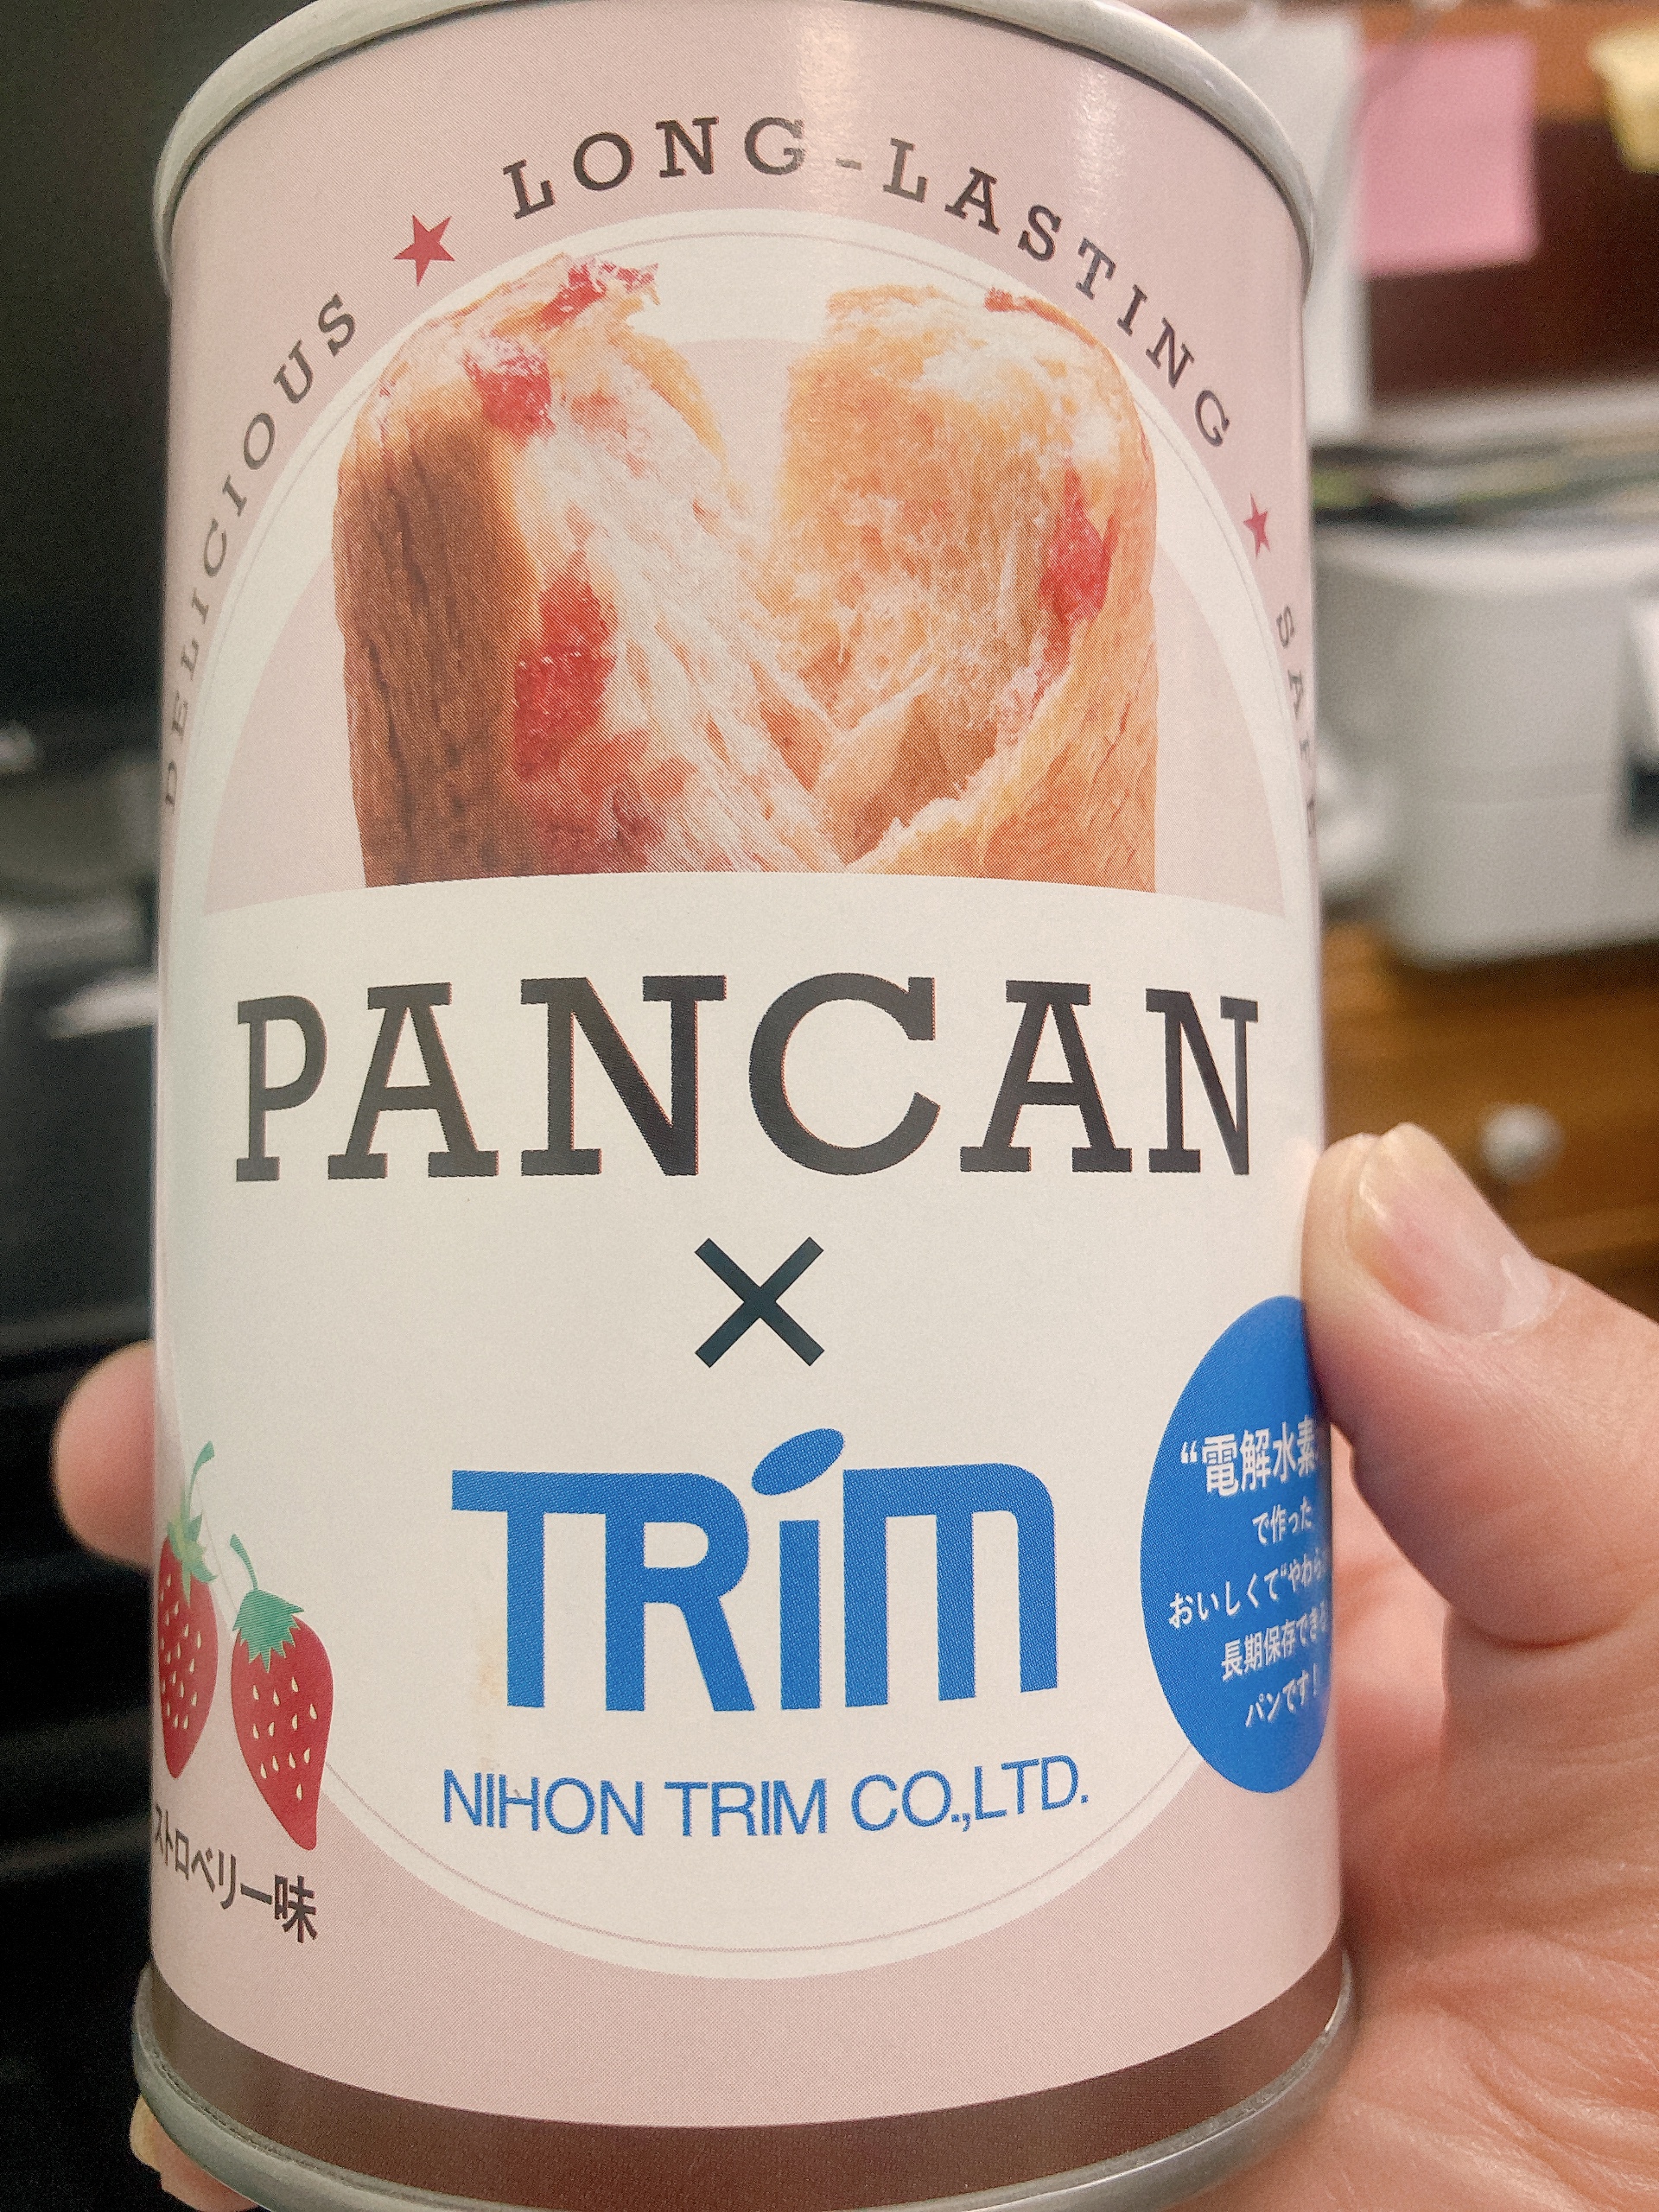 DELICIOUS ★ LONG-LASTING ★ SAFE
PANCAN
×
TRiM
NIHON TRIM CO.,LTD.
ストロベリー味
“電解水素
で作った
おいしくて“やわら
長期保存できる
パンです！